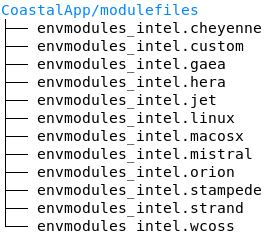 CoastalApp/modulefiles
├── envmodules_intel.cheyenne
├── envmodules_intel.custom
├── envmodules_intel.gaea
├── envmodules_intel.hera
├── envmodules_intel.jet
├── envmodules_intel.linux
├── envmodules_intel.macosx
├── envmodules_intel.mistral
├── envmodules_intel.orion
├── envmodules_intel.stampede
├── envmodules_intel.strand
└── envmodules_intel.wcoss